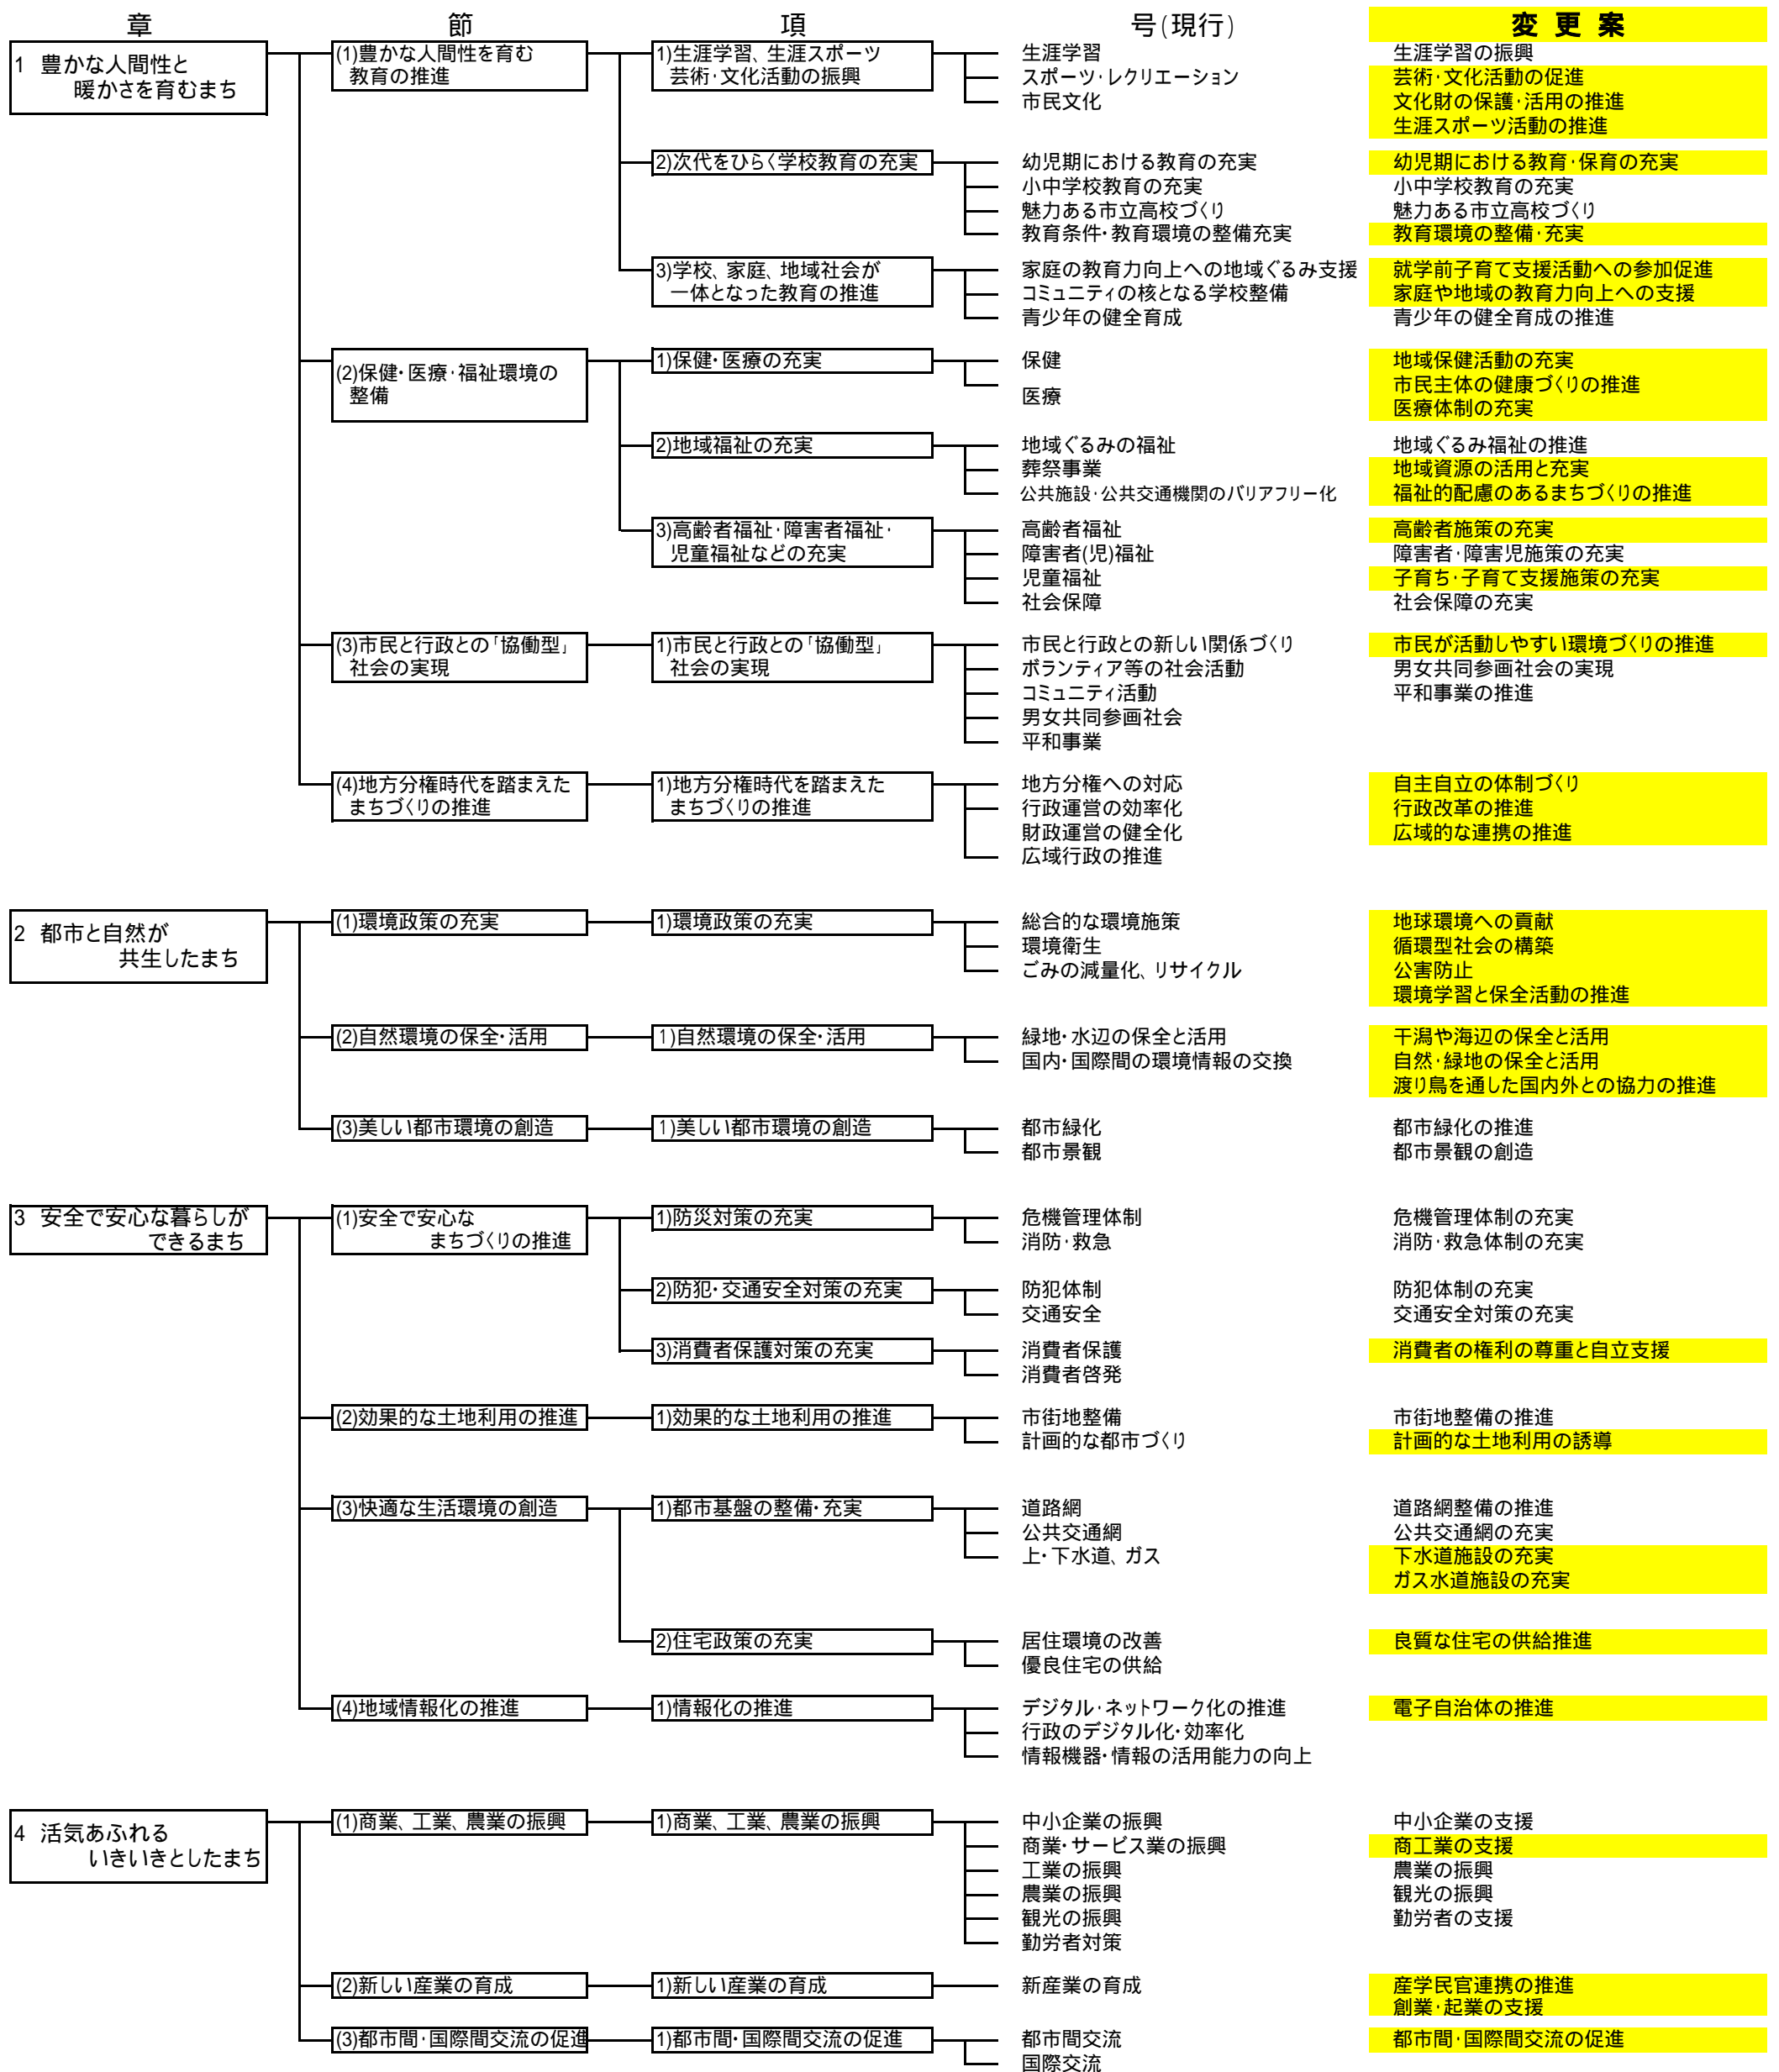 章 節 項 号(現行) 変 更 案
1 豊かな人間性と
暖かさを育むまち
(1)豊かな人間性を育む
教育の推進
1)生涯学習、生涯スポーツ
芸術・文化活動の振興
生涯学習
スポーツ・レクリエーション
市民文化
生涯学習の振興
芸術・文化活動の促進
文化財の保護・活用の推進
生涯スポーツ活動の推進
2)次代をひらく学校教育の充実
幼児期における教育の充実
小中学校教育の充実
魅力ある市立高校づくり
教育条件・教育環境の整備充実
幼児期における教育・保育の充実
小中学校教育の充実
魅力ある市立高校づくり
教育環境の整備・充実
3)学校、家庭、地域社会が
一体となった教育の推進
家庭の教育力向上への地域ぐるみ支援
コミュニティの核となる学校整備
青少年の健全育成
就学前子育て支援活動への参加促進
家庭や地域の教育力向上への支援
青少年の健全育成の推進
(2)保健・医療・福祉環境の
整備
1)保健・医療の充実
保健
医療
地域保健活動の充実
市民主体の健康づくりの推進
医療体制の充実
2)地域福祉の充実
地域ぐるみの福祉
葬祭事業
公共施設・公共交通機関のバリアフリー化
地域ぐるみ福祉の推進
地域資源の活用と充実
福祉的配慮のあるまちづくりの推進
3)高齢者福祉・障害者福祉・
児童福祉などの充実
高齢者福祉
障害者(児)福祉
児童福祉
社会保障
高齢者施策の充実
障害者・障害児施策の充実
子育ち・子育て支援施策の充実
社会保障の充実
(3)市民と行政との「協働型」
社会の実現
1)市民と行政との「協働型」
社会の実現
市民と行政との新しい関係づくり
ボランティア等の社会活動
コミュニティ活動
男女共同参画社会
平和事業
市民が活動しやすい環境づくりの推進
男女共同参画社会の実現
平和事業の推進
(4)地方分権時代を踏まえた
まちづくりの推進
1)地方分権時代を踏まえた
まちづくりの推進
地方分権への対応
行政運営の効率化
財政運営の健全化
広域行政の推進
自主自立の体制づくり
行政改革の推進
広域的な連携の推進
2 都市と自然が
共生したまち
(1)環境政策の充実
1)環境政策の充実
総合的な環境施策
環境衛生
ごみの減量化、リサイクル
地球環境への貢献
循環型社会の構築
公害防止
環境学習と保全活動の推進
(2)自然環境の保全・活用
1)自然環境の保全・活用
緑地・水辺の保全と活用
国内・国際間の環境情報の交換
干潟や海辺の保全と活用
自然・緑地の保全と活用
渡り鳥を通した国内外との協力の推進
(3)美しい都市環境の創造
1)美しい都市環境の創造
都市緑化
都市景観
都市緑化の推進
都市景観の創造
3 安全で安心な暮らしが
できるまち
(1)安全で安心な
まちづくりの推進
1)防災対策の充実
危機管理体制
消防・救急
危機管理体制の充実
消防・救急体制の充実
2)防犯・交通安全対策の充実
防犯体制
交通安全
防犯体制の充実
交通安全対策の充実
3)消費者保護対策の充実
消費者保護
消費者啓発
消費者の権利の尊重と自立支援
(2)効果的な土地利用の推進
1)効果的な土地利用の推進
市街地整備
計画的な都市づくり
市街地整備の推進
計画的な土地利用の誘導
(3)快適な生活環境の創造
1)都市基盤の整備・充実
道路網
公共交通網
上・下水道、ガス
道路網整備の推進
公共交通網の充実
下水道施設の充実
ガス水道施設の充実
2)住宅政策の充実
居住環境の改善
優良住宅の供給
良質な住宅の供給推進
(4)地域情報化の推進
1)情報化の推進
デジタル・ネットワーク化の推進
行政のデジタル化・効率化
情報機器・情報の活用能力の向上
電子自治体の推進
4 活気あふれる
いきいきとしたまち
(1)商業、工業、農業の振興
1)商業、工業、農業の振興
中小企業の振興
商業・サービス業の振興
工業の振興
農業の振興
観光の振興
勤労者対策
中小企業の支援
商工業の支援
農業の振興
観光の振興
勤労者の支援
(2)新しい産業の育成
1)新しい産業の育成
新産業の育成
産学民官連携の推進
創業・起業の支援
(3)都市間・国際間交流の促進
1)都市間・国際間交流の促進
都市間交流
国際交流
都市間・国際間交流の促進